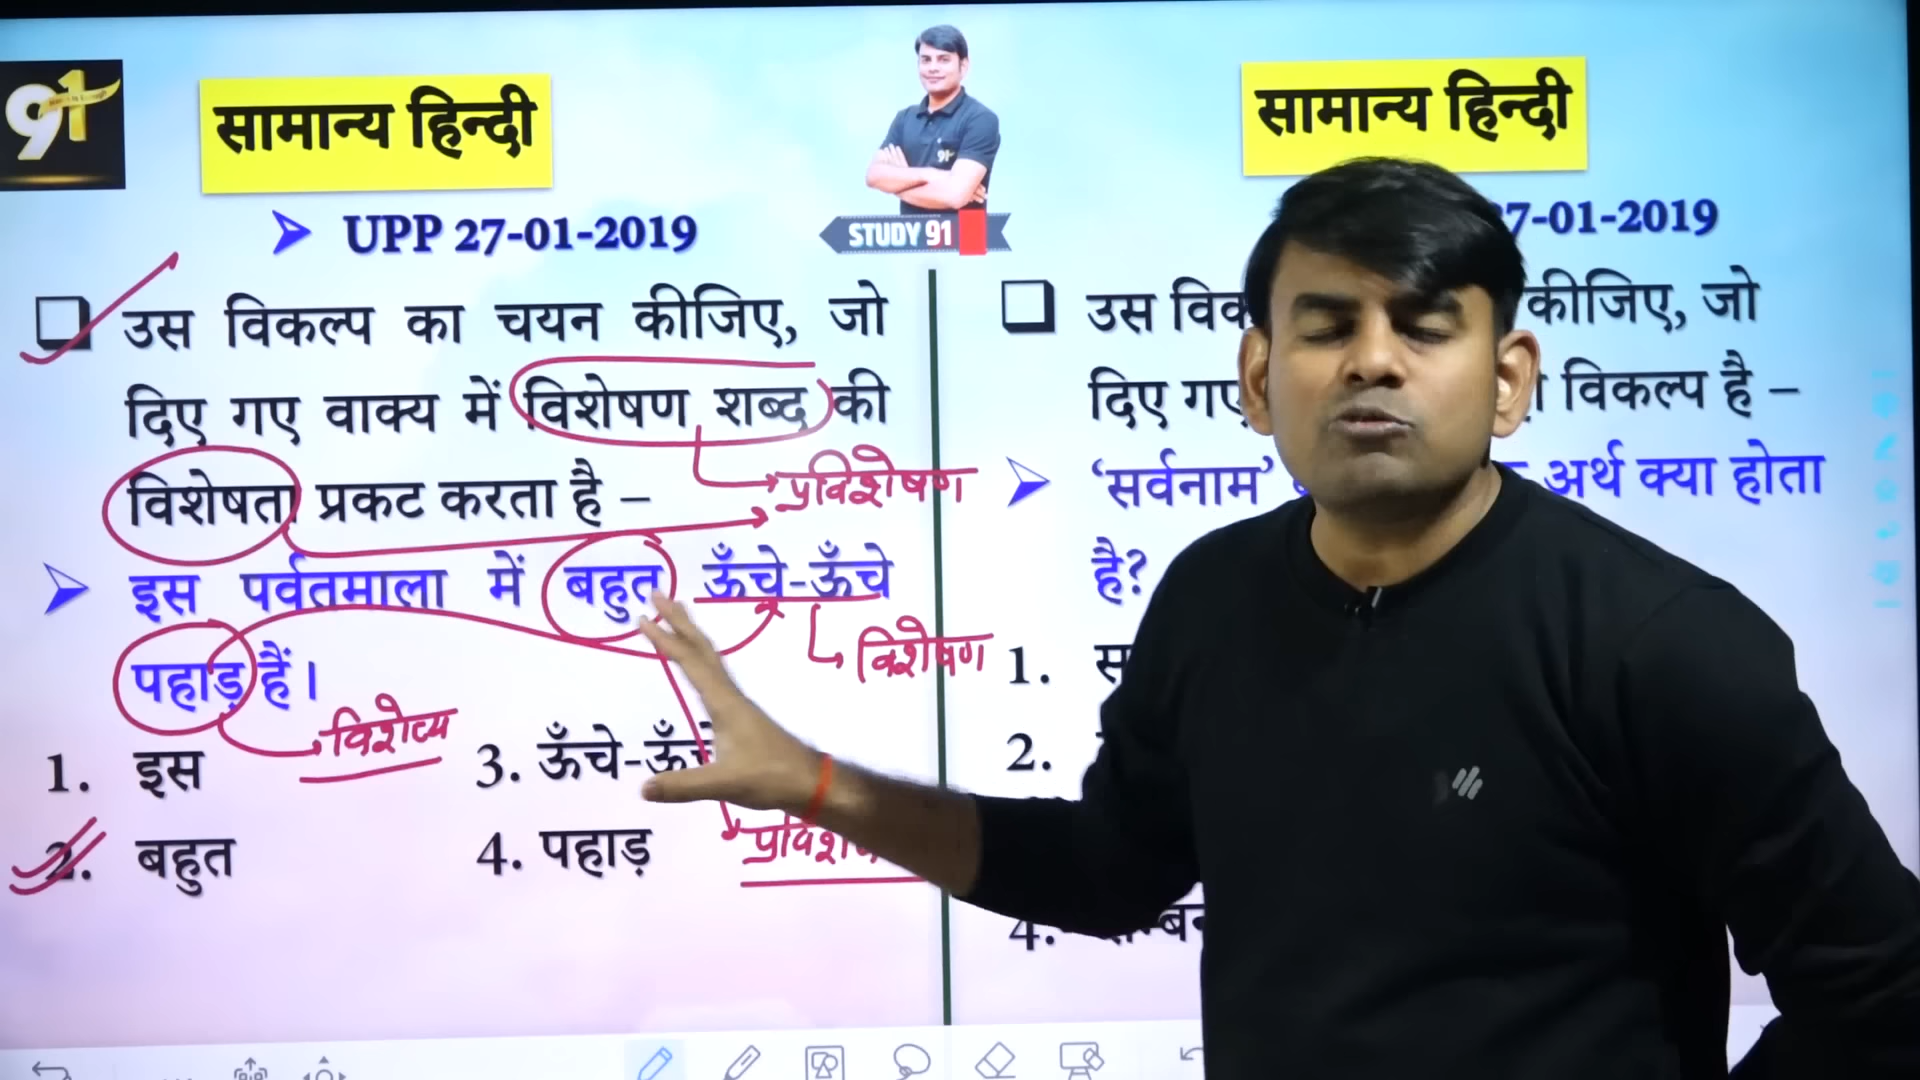 91
सामान्य हिन्दी
UPP 27-01-2019
उस विकल्प का चयन कीजिए, जो
दिए गए वाक्य में विशेषण शब्द की
विशेषता प्रकट करता है –
प्रविशेषण
इस पर्वतमाला में बहुत ऊँचे-ऊँचे
पहाड़ हैं।
विशेषण
विशेष्य
1. इस
2. बहुत
3. ऊँचे-ऊँचे
4. पहाड़
STUDY 91
सामान्य हिन्दी
7-01-2019
उस कीजिए, जो
दिए विकल्प है –
‘सर्वनाम’ अर्थ क्या होता
है?
1.
2.
4.